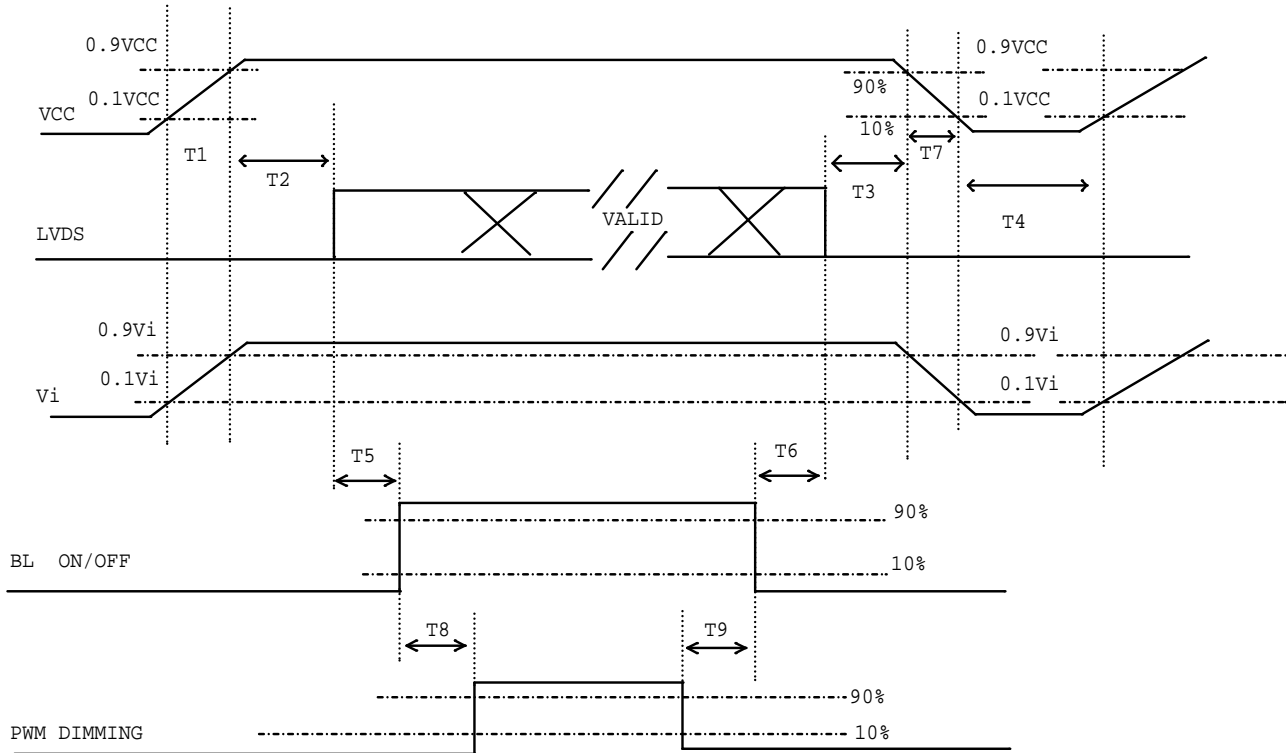 0.9VCC
0.9VCC
90%
0.1VCC
0.1VCC
VCC
10%
T1
T7
T2
T3
VALID
T4
LVDS
0.9Vi
0.9Vi
0.1Vi
0.1Vi
Vi
T5
T6
90%
BL ON/OFF
10%
T8
T9
90%
PWM DIMMING
10%